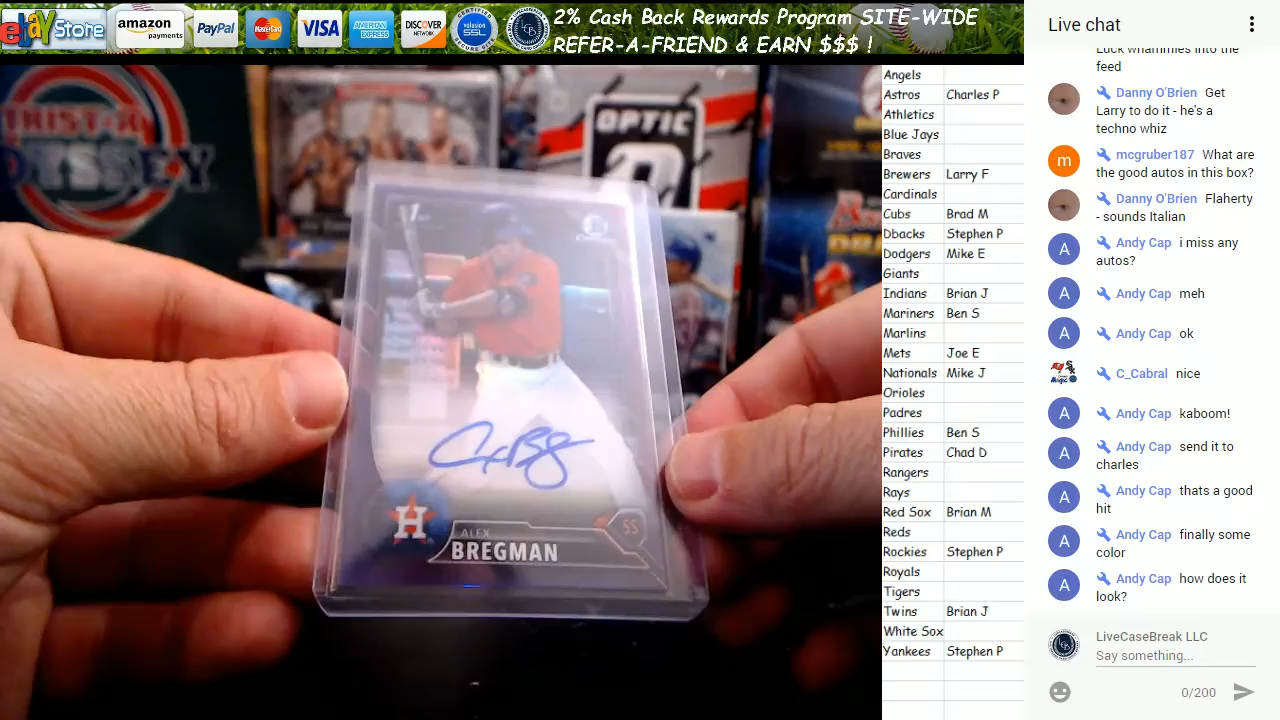 ebay Store
amazon
payments
PayPal
MasterCard
VISA
AMERICAN
EXPRESS
DISCOVER
NETWORK
CERTIFIED
volusion
SSL
SECURE
LCB
2% Cash Back Rewards Program SITE-WIDE
REFER-A-FRIEND & EARN $$$ !
OPTIC
1st
ALEX
BREGMAN
SS
H
Angels
Astros Charles P
Athletics
Blue Jays
Braves
Brewers Larry F
Cardinals
Cubs Brad M
Dbacks Stephen P
Dodgers Mike E
Giants
Indians Brian J
Mariners Ben S
Marlins
Mets Joe E
Nationals Mike J
Orioles
Padres
Phillies Ben S
Pirates Chad D
Rangers
Rays
Red Sox Brian M
Reds
Rockies Stephen P
Royals
Tigers
Twins Brian J
White Sox
Yankees Stephen P
Live chat
feed
Danny O'Brien Get
Larry to do it - he's a
techno whiz
m
mcgruber187 What are
the good autos in this box?
Danny O'Brien Flaherty
- sounds Italian
A
Andy Cap i miss any
autos?
A
Andy Cap meh
A
Andy Cap ok
C_Cabral nice
A
Andy Cap kaboom!
A
Andy Cap send it to
charles
A
Andy Cap thats a good
hit
A
Andy Cap finally some
color
A
Andy Cap how does it
look?
LiveCaseBreak LLC
Say something...
0/200